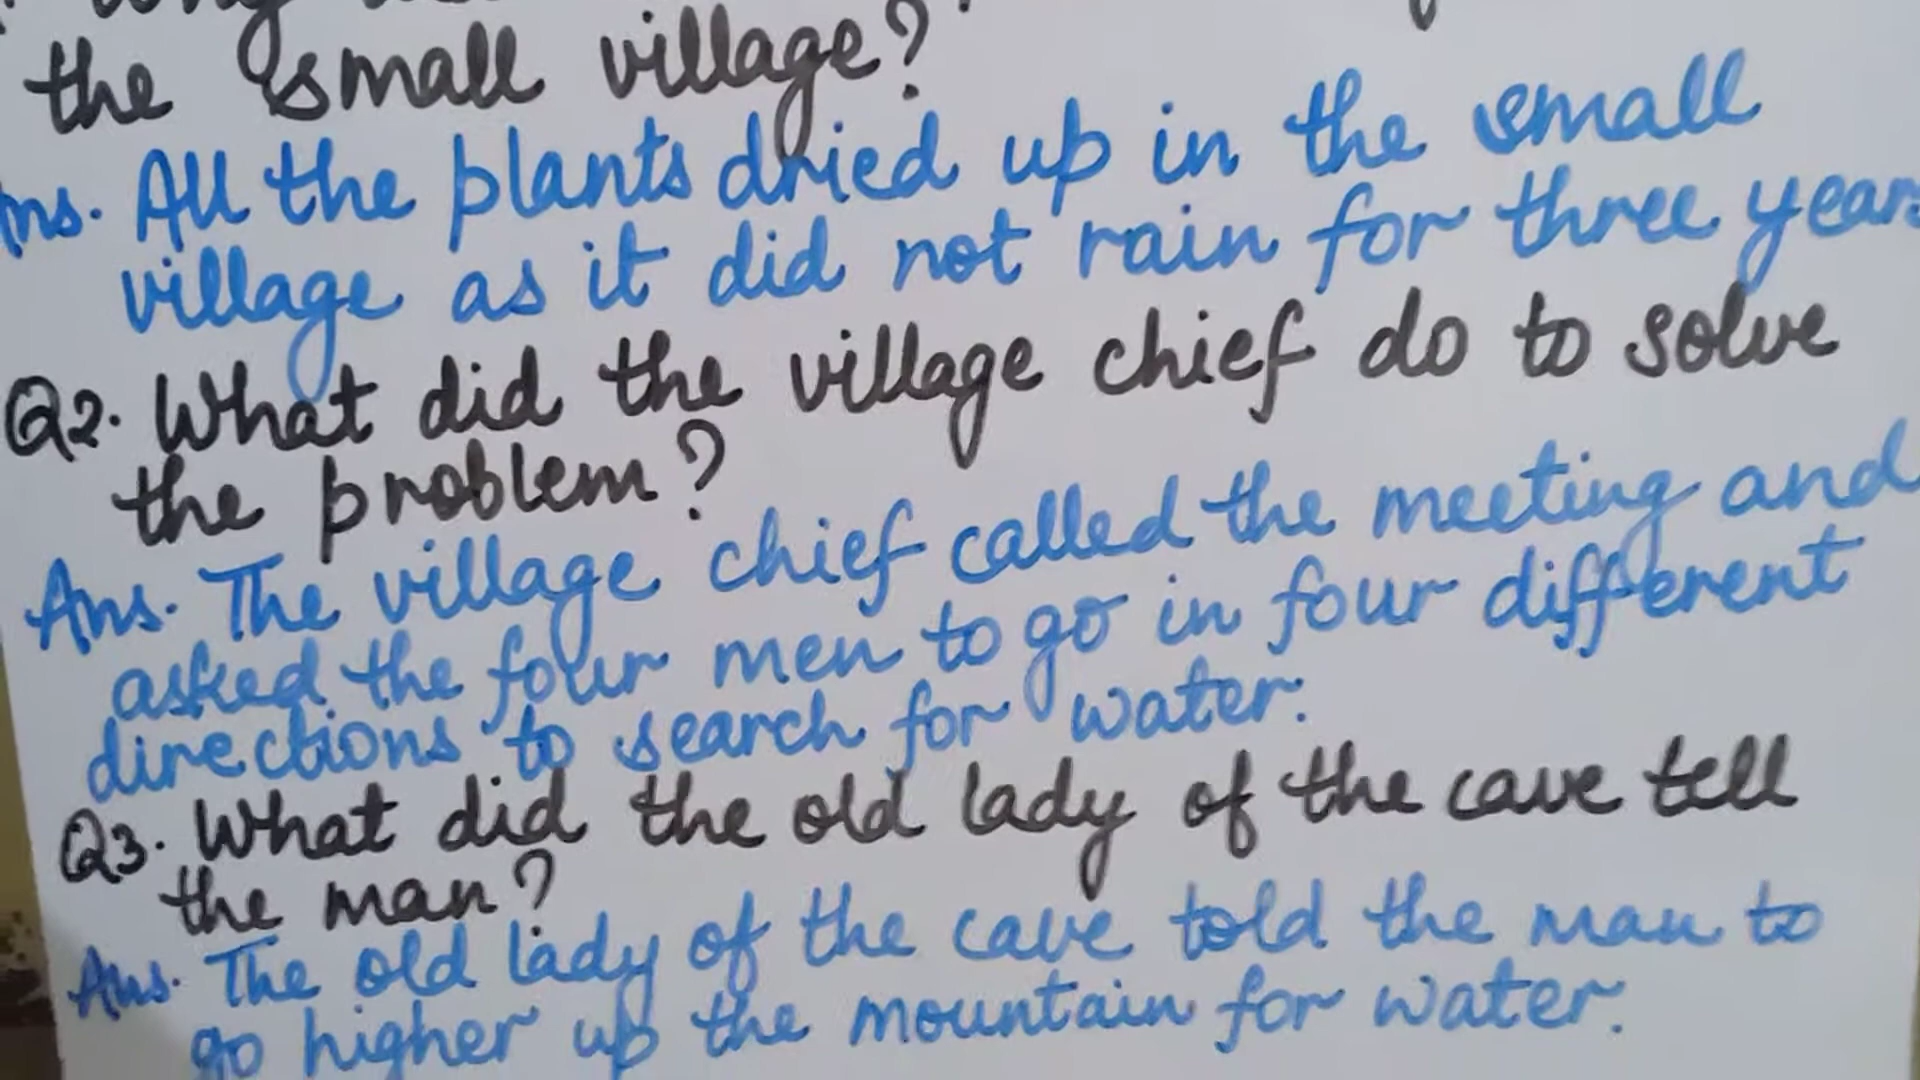 the small village?
Ans. All the plants dried up in the small
village as it did not rain for three years
Q2. What did the village chief do to solve
the problem?
Ans. The village chief called the meeting and
asked the four men to go in four different
directions to search for water.
Q3. What did the old lady of the cave tell
the man?
Ans. The old lady of the cave told the man to
go higher up the mountain for water.